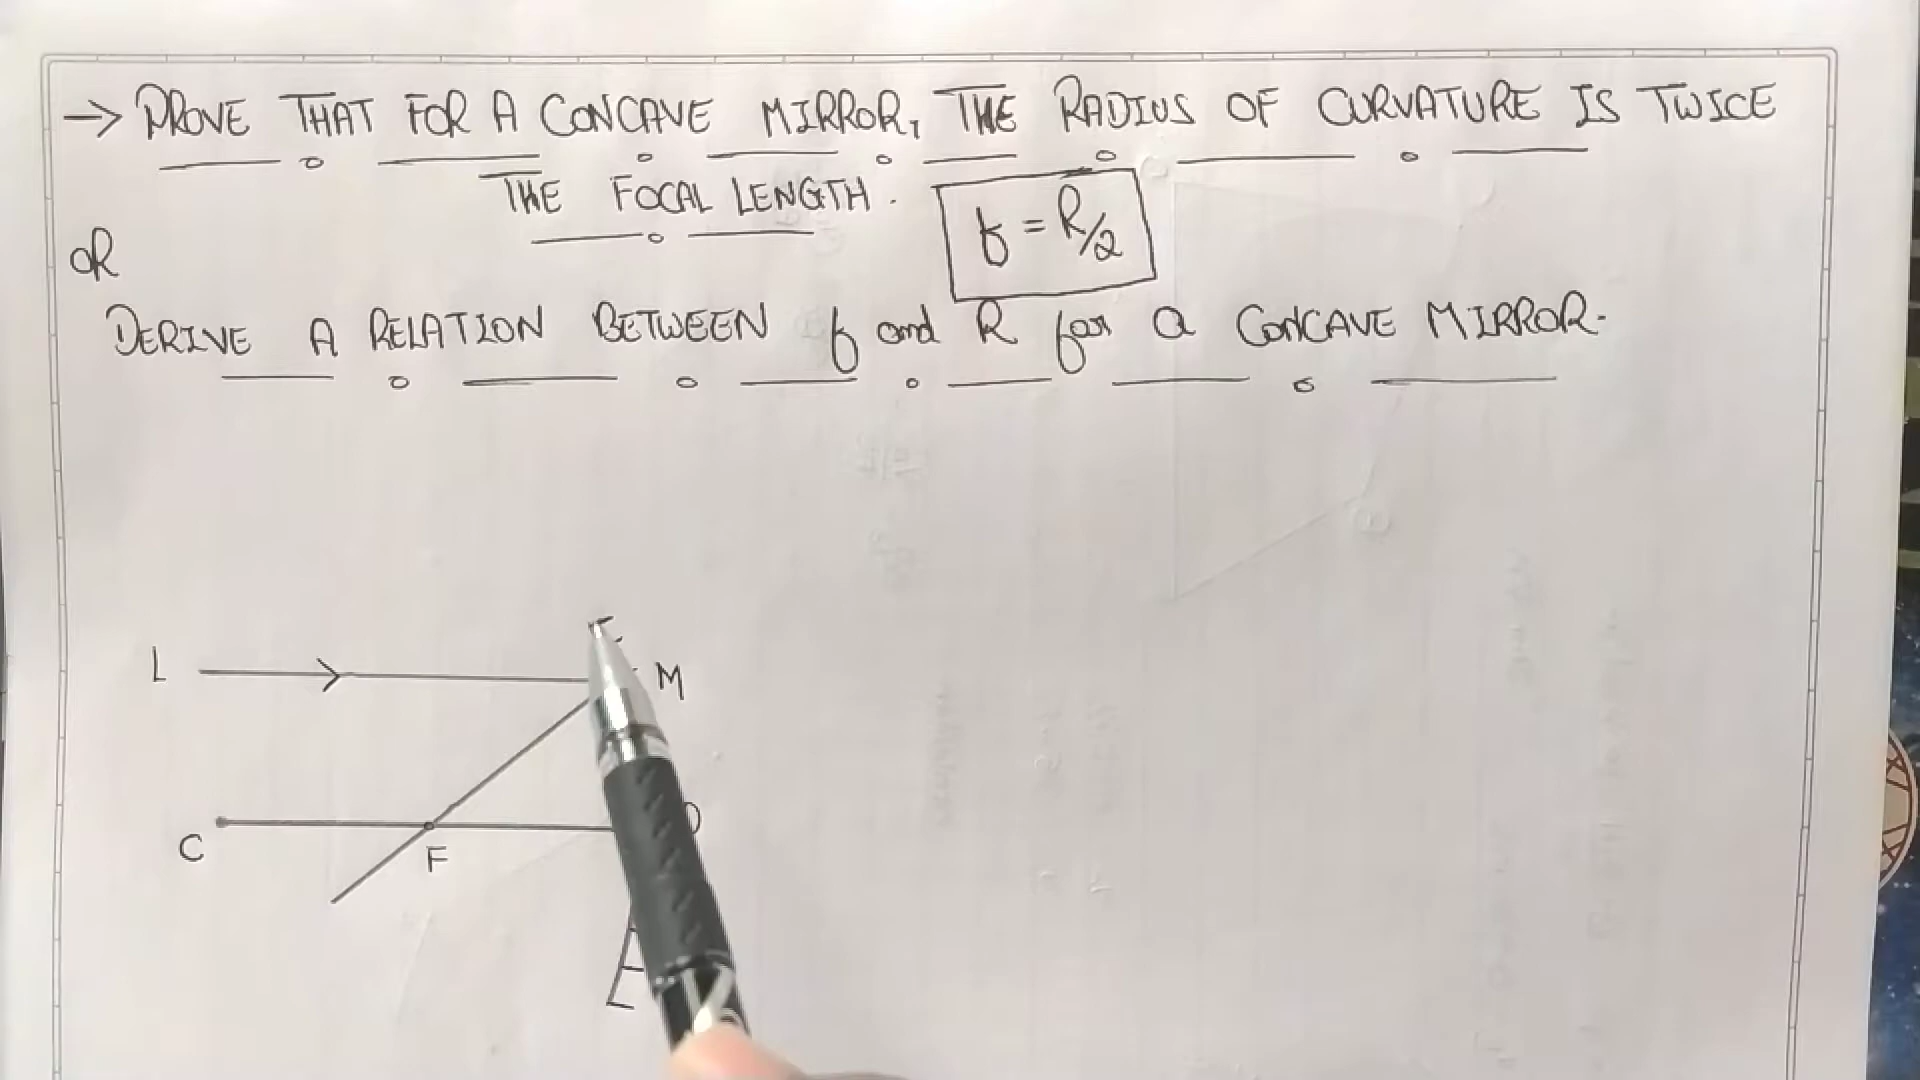 → PROVE THAT FOR A CONCAVE MIRROR, THE RADIUS OF CURVATURE IS TWICE
THE FOCAL LENGTH.
f = R/2
OR
DERIVE A RELATION BETWEEN f and R for a CONCAVE MIRROR.
L
M
C
F